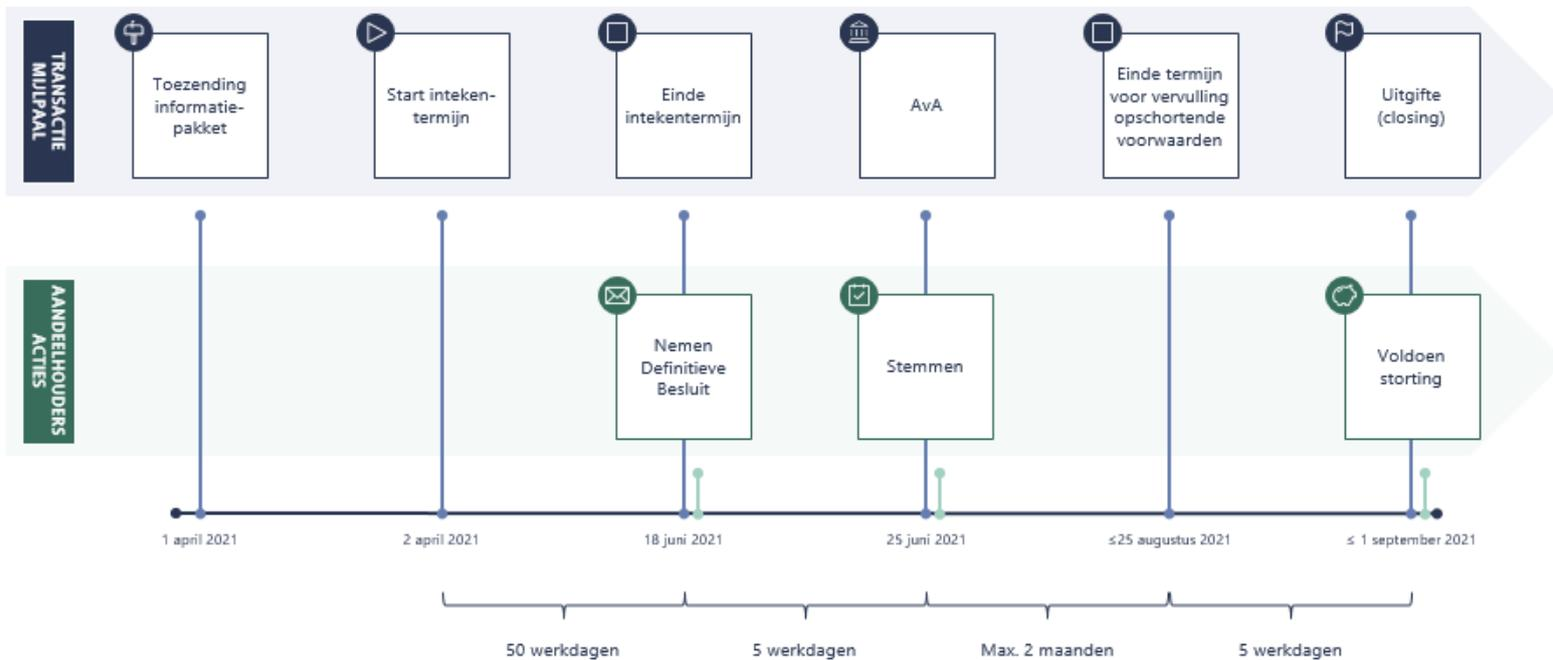 TRANSACTIE
MIJLPAAL
Toezending
informatie-
pakket
Start inteken-
termijn
Einde
intekentermijn
AvA
Einde termijn
voor vervulling
opschortende
voorwaarden
Uitgifte
(closing)
AANDEELHOUDERS
ACTIES
Nemen
Definitieve
Besluit
Stemmen
Voldoen
storting
1 april 2021
2 april 2021
18 juni 2021
25 juni 2021
≤25 augustus 2021
≤ 1 september 2021
50 werkdagen
5 werkdagen
Max. 2 maanden
5 werkdagen